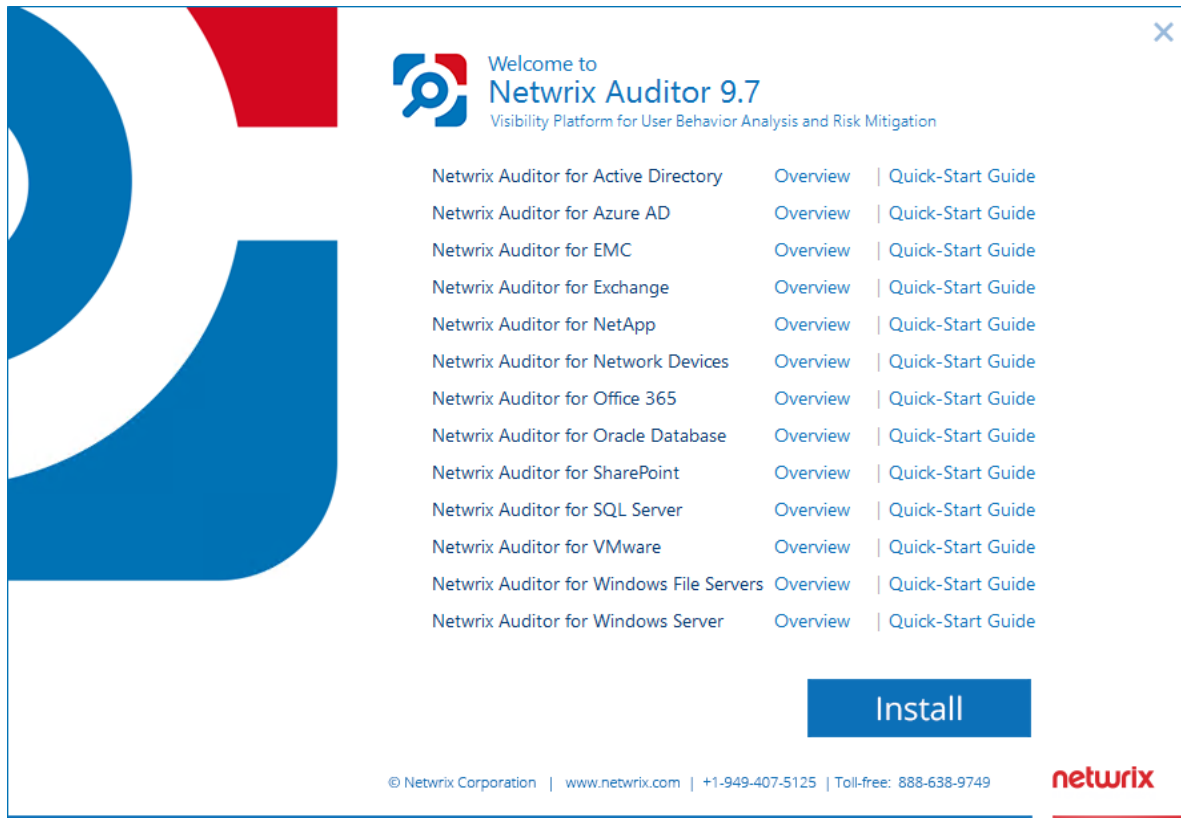 Welcome to
Netwrix Auditor 9.7
Visibility Platform for User Behavior Analysis and Risk Mitigation
Netwrix Auditor for Active Directory Overview | Quick-Start Guide
Netwrix Auditor for Azure AD Overview | Quick-Start Guide
Netwrix Auditor for EMC Overview | Quick-Start Guide
Netwrix Auditor for Exchange Overview | Quick-Start Guide
Netwrix Auditor for NetApp Overview | Quick-Start Guide
Netwrix Auditor for Network Devices Overview | Quick-Start Guide
Netwrix Auditor for Office 365 Overview | Quick-Start Guide
Netwrix Auditor for Oracle Database Overview | Quick-Start Guide
Netwrix Auditor for SharePoint Overview | Quick-Start Guide
Netwrix Auditor for SQL Server Overview | Quick-Start Guide
Netwrix Auditor for VMware Overview | Quick-Start Guide
Netwrix Auditor for Windows File Servers Overview | Quick-Start Guide
Netwrix Auditor for Windows Server Overview | Quick-Start Guide
Install
© Netwrix Corporation | www.netwrix.com | +1-949-407-5125 | Toll-free: 888-638-9749
netwrix